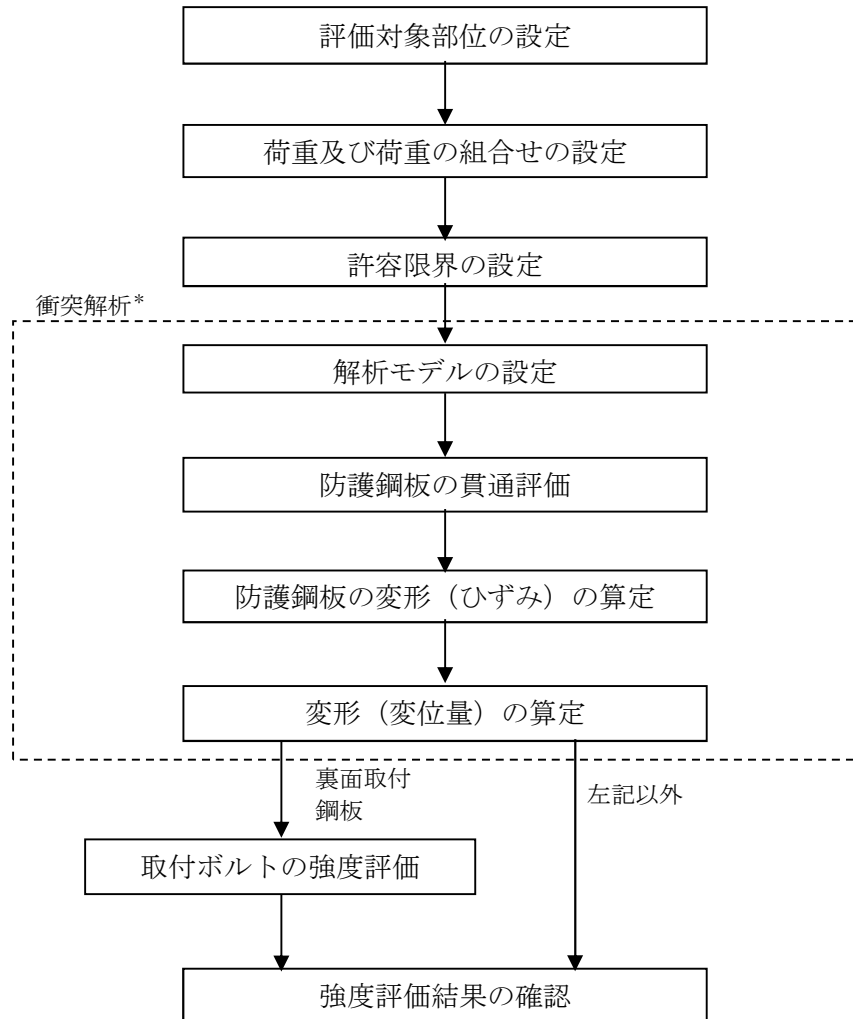 評価対象部位の設定
荷重及び荷重の組合せの設定
許容限界の設定
衝突解析*
解析モデルの設定
防護鋼板の貫通評価
防護鋼板の変形(ひずみ)の算定
変形(変位量)の算定
裏面取付
鋼板
左記以外
取付ボルトの強度評価
強度評価結果の確認